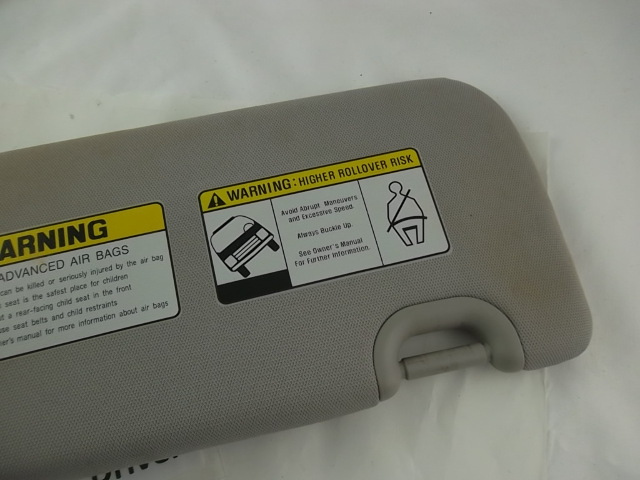 WARNING: HIGHER ROLLOVER RISK
Avoid Abrupt Maneuvers
and Excessive Speed.
Always Buckle Up.
See Owner's Manual
For Further Information.
ARNING
ADVANCED AIR BAGS
can be killed or seriously injured by the air bag
seat is the safest place for children
a rear-facing child seat in the front
use seat belts and child restraints
ner's manual for more information about air bags
Driver